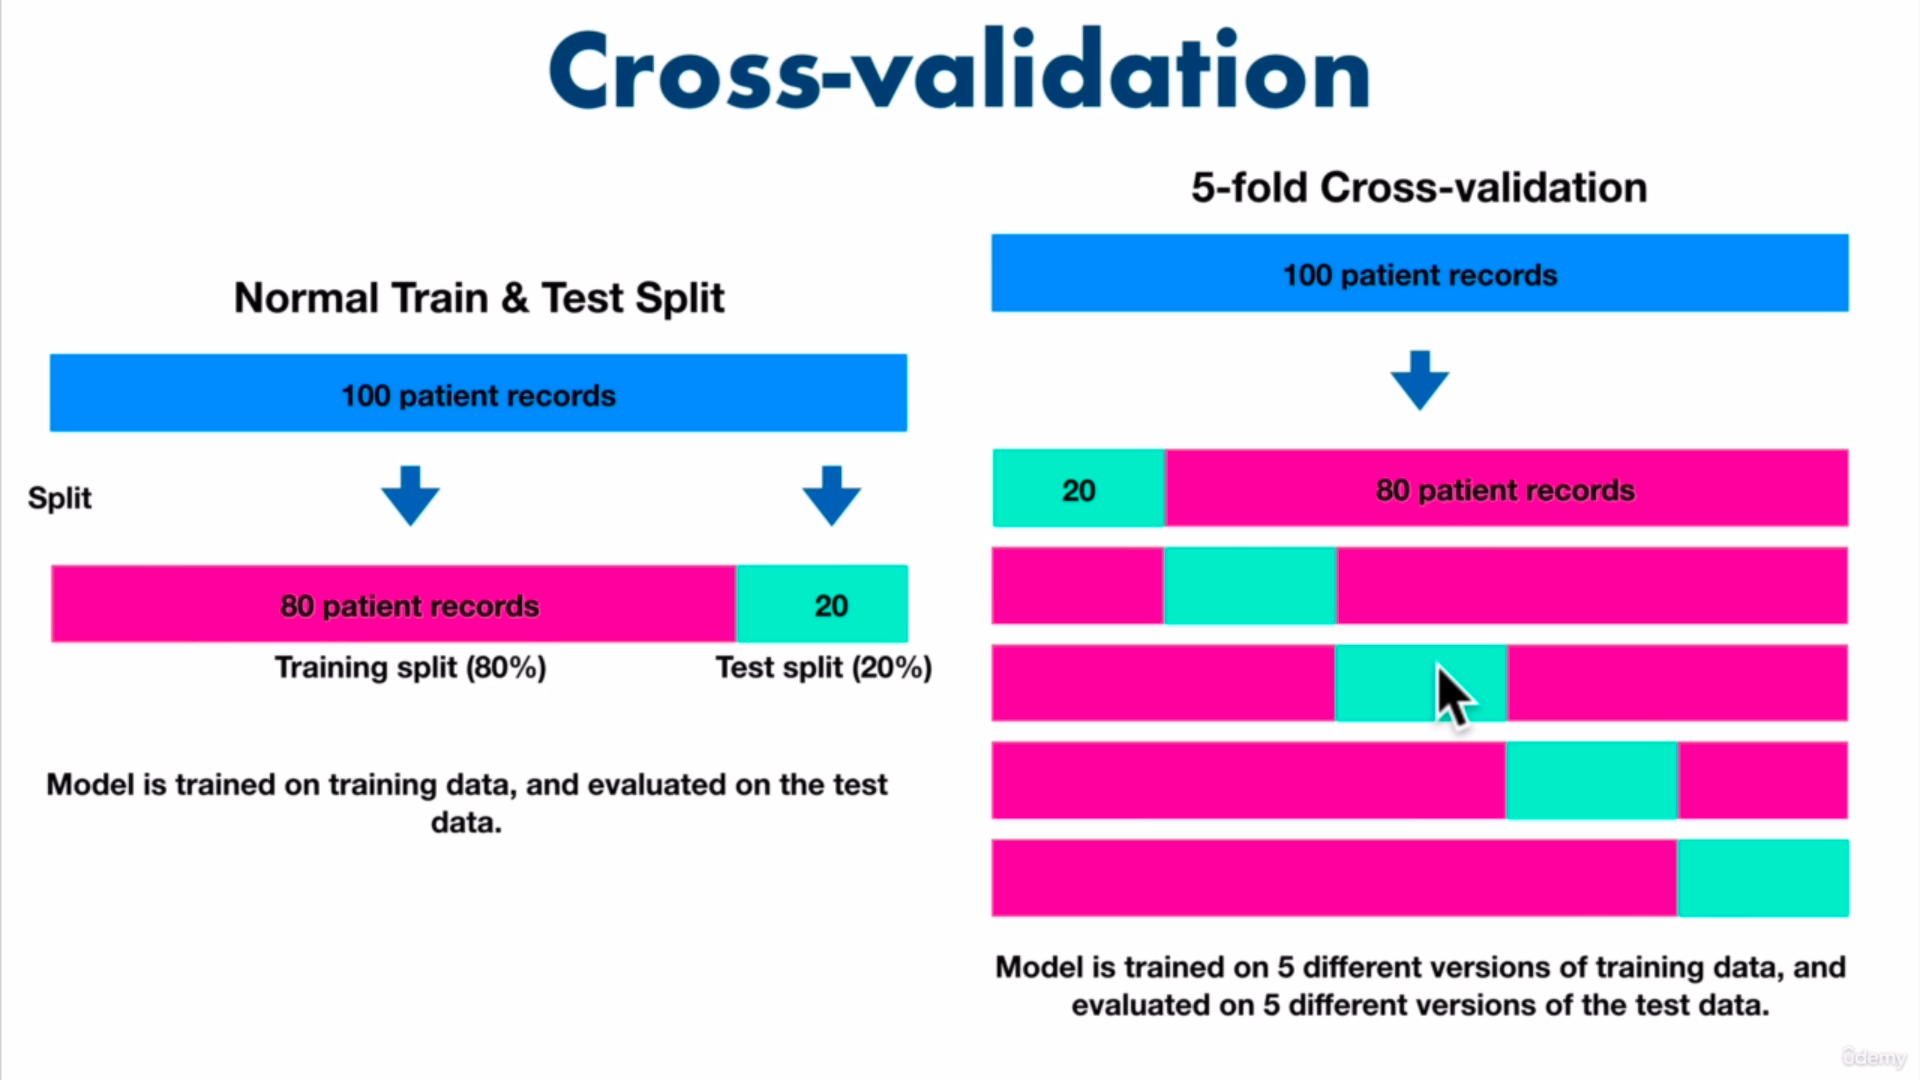 Cross-validation
Normal Train & Test Split
100 patient records
Split
80 patient records
20
Training split (80%)
Test split (20%)
Model is trained on training data, and evaluated on the test
data.
5-fold Cross-validation
100 patient records
20
80 patient records
Model is trained on 5 different versions of training data, and
evaluated on 5 different versions of the test data.
ûdemy